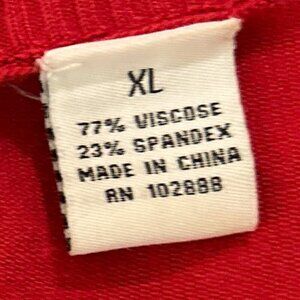 XL
77% VISCOSE
23% SPANDEX
MADE IN CHINA
RN 102888